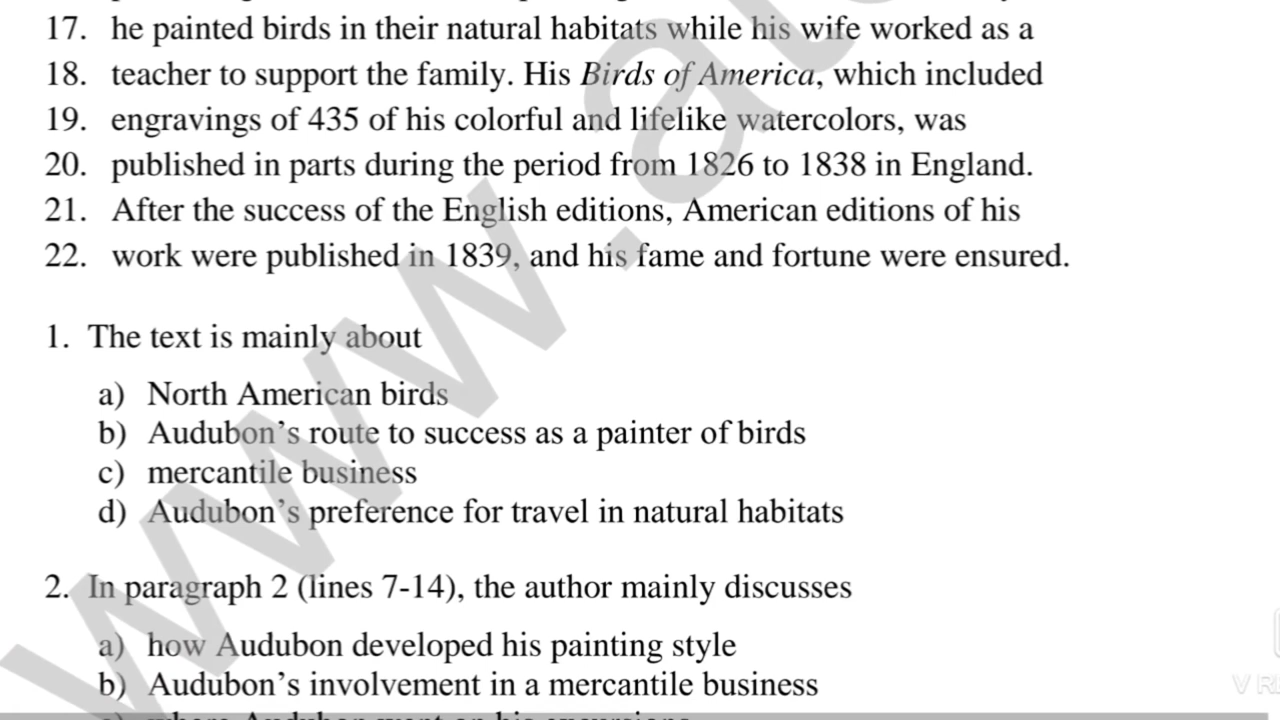 17. he painted birds in their natural habitats while his wife worked as a
18. teacher to support the family. His Birds of America, which included
19. engravings of 435 of his colorful and lifelike watercolors, was
20. published in parts during the period from 1826 to 1838 in England.
21. After the success of the English editions, American editions of his
22. work were published in 1839, and his fame and fortune were ensured.
1. The text is mainly about
a) North American birds
b) Audubon's route to success as a painter of birds
c) mercantile business
d) Audubon's preference for travel in natural habitats
2. In paragraph 2 (lines 7-14), the author mainly discusses
a) how Audubon developed his painting style
b) Audubon's involvement in a mercantile business
www.at